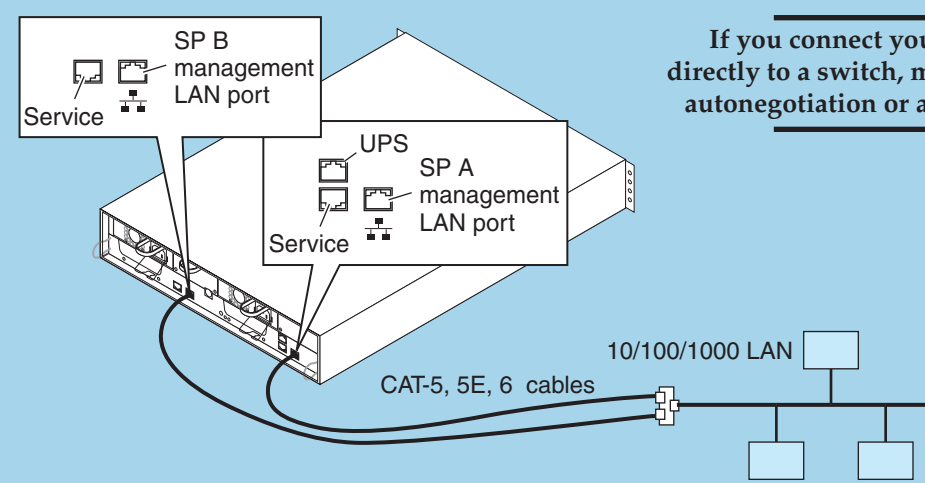 SP B
management
LAN port
Service
If you connect
directly to a switch,
autonegotiation or
UPS
SP A
management
LAN port
Service
10/100/1000 LAN
CAT-5, 5E, 6 cables